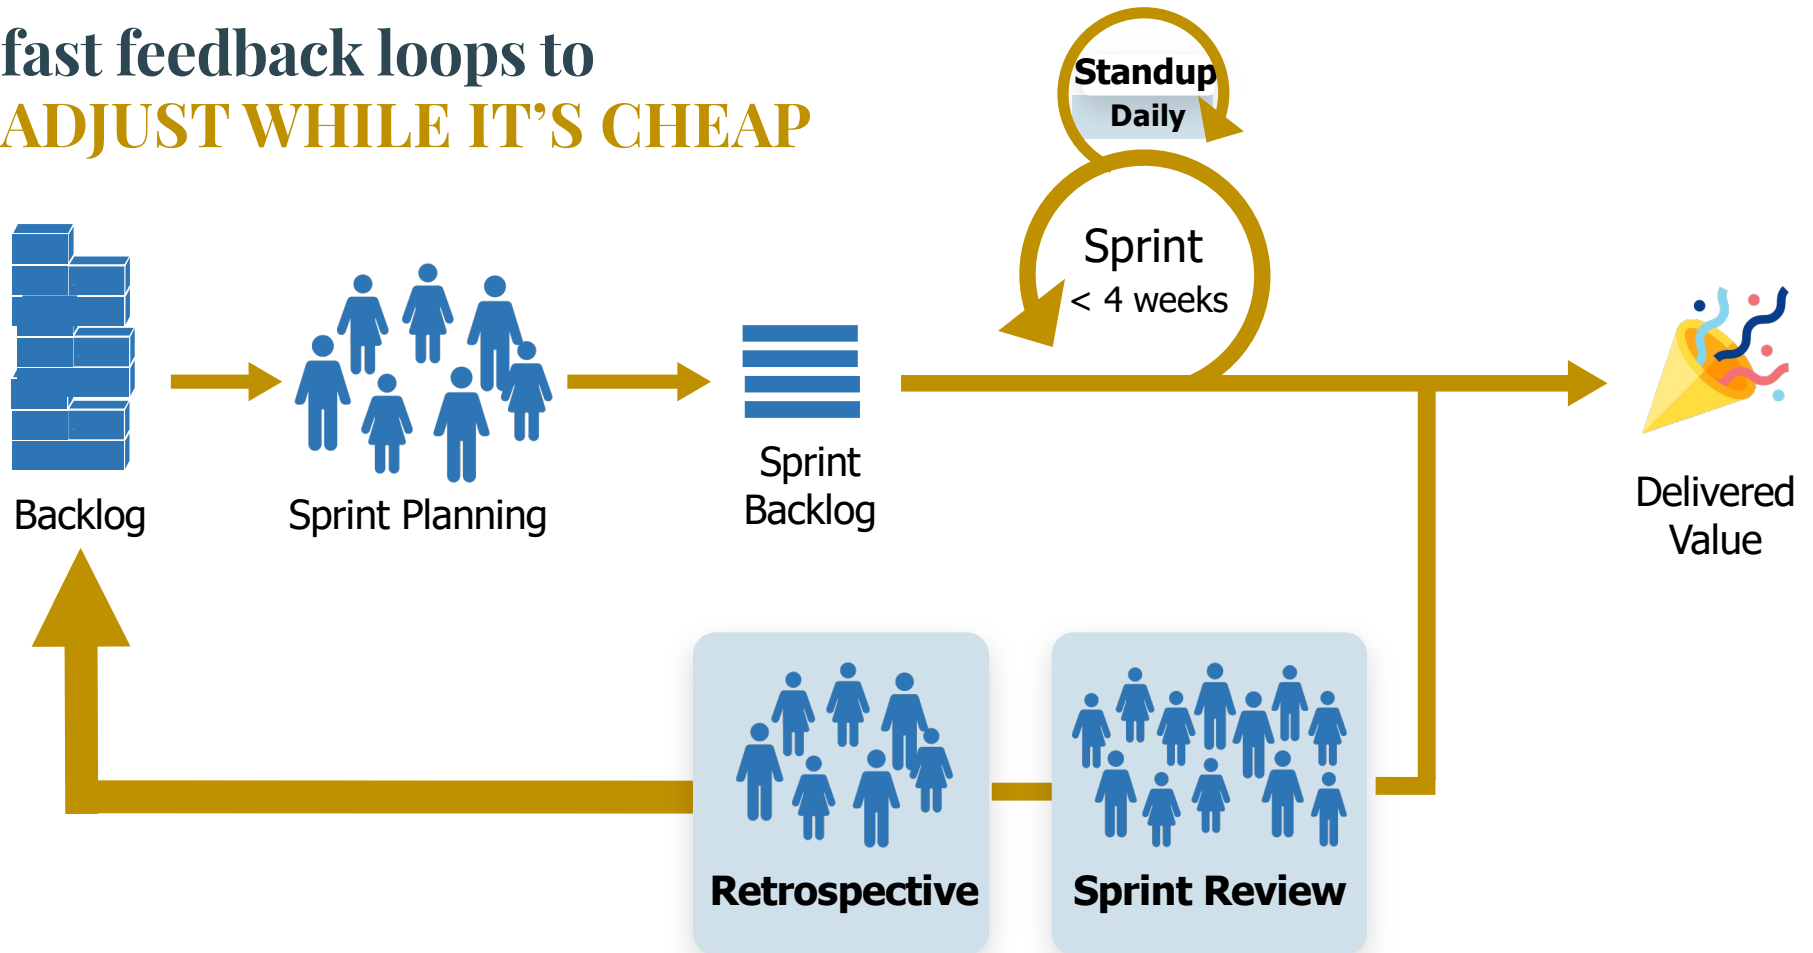 fast feedback loops to
ADJUST WHILE IT’S CHEAP
Standup
Daily
Sprint
< 4 weeks
Backlog
Sprint Planning
Sprint
Backlog
Delivered
Value
Retrospective
Sprint Review